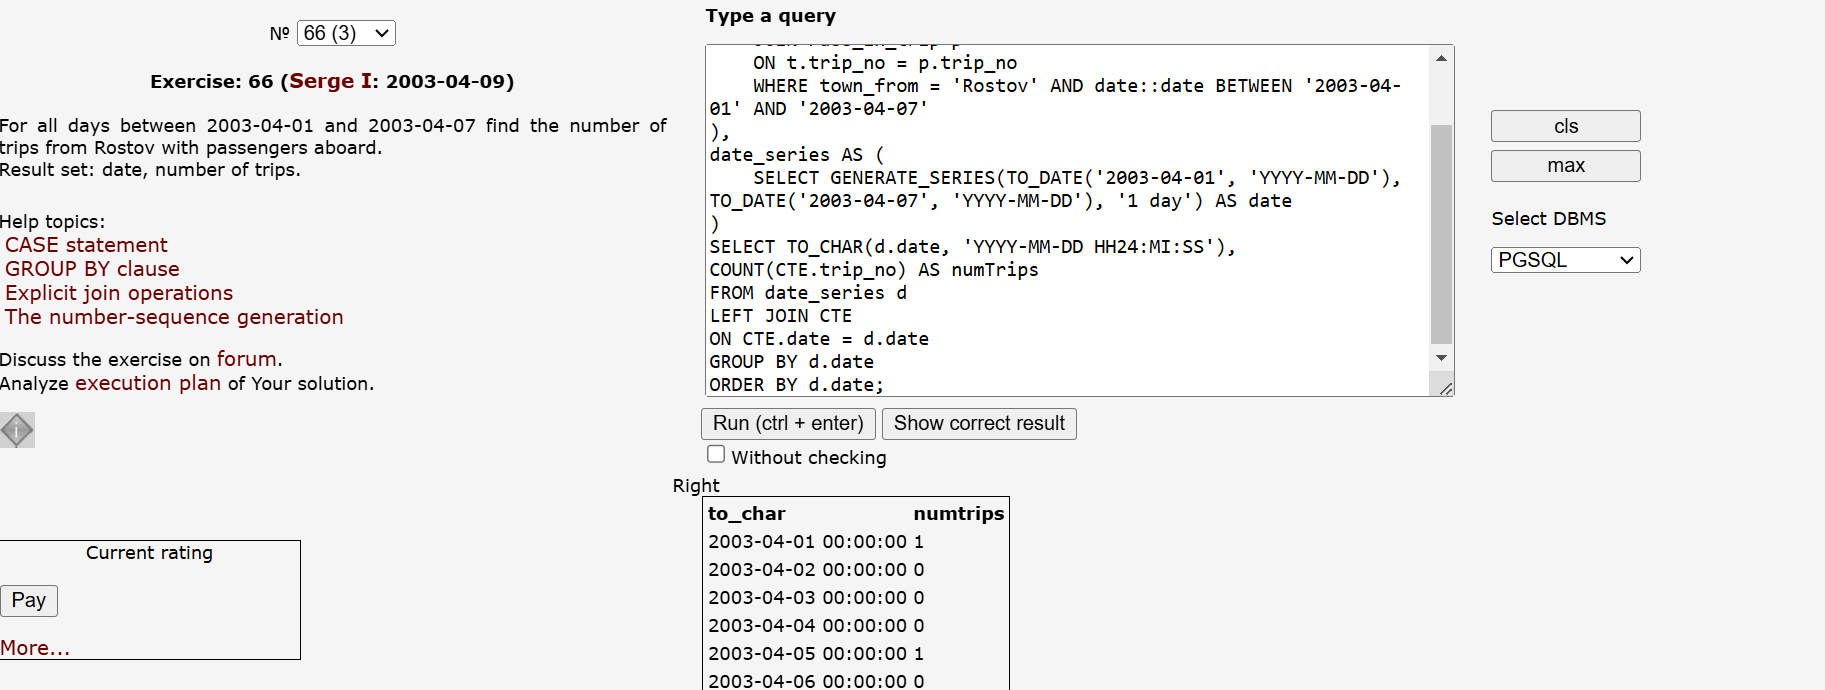 № 66 (3)
Exercise: 66 (Serge I: 2003-04-09)
For all days between 2003-04-01 and 2003-04-07 find the number of
trips from Rostov with passengers aboard.
Result set: date, number of trips.
Help topics:
CASE statement
GROUP BY clause
Explicit join operations
The number-sequence generation
Discuss the exercise on forum.
Analyze execution plan of Your solution.
Current rating
Pay
More...
Type a query
ON t.trip_no = p.trip_no
WHERE town_from = 'Rostov' AND date::date BETWEEN '2003-04-
01' AND '2003-04-07'
),
date_series AS (
SELECT GENERATE_SERIES(TO_DATE('2003-04-01', 'YYYY-MM-DD'),
TO_DATE('2003-04-07', 'YYYY-MM-DD'), '1 day') AS date
)
SELECT TO_CHAR(d.date, 'YYYY-MM-DD HH24:MI:SS'),
COUNT(CTE.trip_no) AS numTrips
FROM date_series d
LEFT JOIN CTE
ON CTE.date = d.date
GROUP BY d.date
ORDER BY d.date;
Run (ctrl + enter) Show correct result
Without checking
Right
to_char numtrips
2003-04-01 00:00:00 1
2003-04-02 00:00:00 0
2003-04-03 00:00:00 0
2003-04-04 00:00:00 0
2003-04-05 00:00:00 1
2003-04-06 00:00:00 0
cls
max
Select DBMS
PGSQL